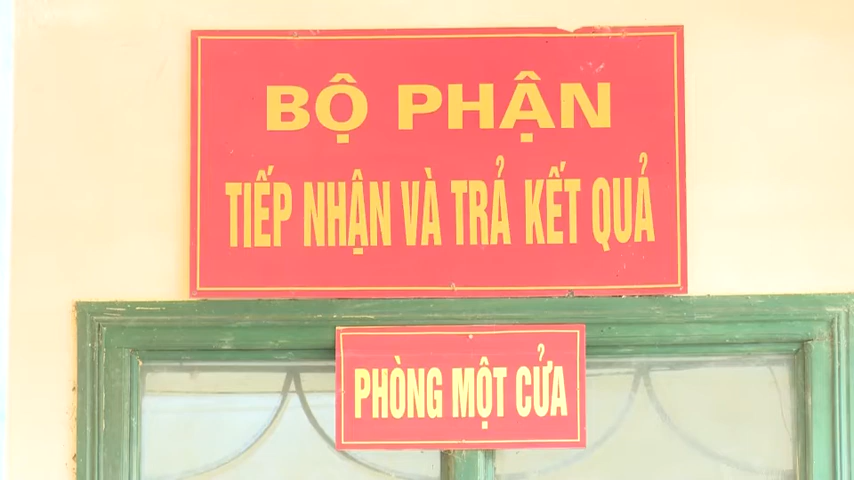 BỘ PHẬN
TIẾP NHẬN VÀ TRẢ KẾT QUẢ
PHÒNG MỘT CỬA